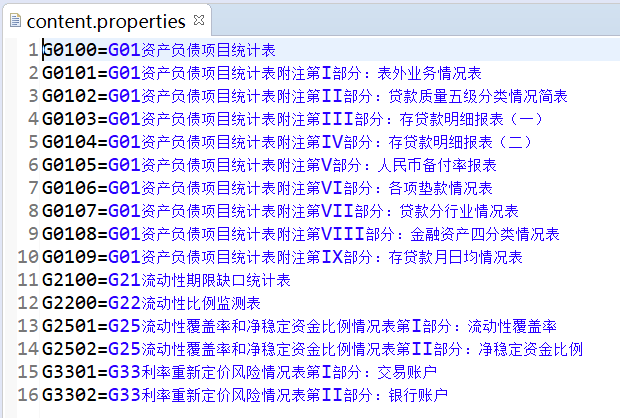 content.properties
1 G0100=G01资产负债项目统计表
2 G0101=G01资产负债项目统计表附注第I部分：表外业务情况表
3 G0102=G01资产负债项目统计表附注第II部分：贷款质量五级分类情况简表
4 G0103=G01资产负债项目统计表附注第III部分：存贷款明细报表（一）
5 G0104=G01资产负债项目统计表附注第IV部分：存贷款明细报表（二）
6 G0105=G01资产负债项目统计表附注第V部分：人民币备付率报表
7 G0106=G01资产负债项目统计表附注第VI部分：各项垫款情况表
8 G0107=G01资产负债项目统计表附注第VII部分：贷款分行业情况表
9 G0108=G01资产负债项目统计表附注第VIII部分：金融资产四分类情况表
10 G0109=G01资产负债项目统计表附注第IX部分：存贷款月日均情况表
11 G2100=G21流动性期限缺口统计表
12 G2200=G22流动性比例监测表
13 G2501=G25流动性覆盖率和净稳定资金比例情况表第I部分：流动性覆盖率
14 G2502=G25流动性覆盖率和净稳定资金比例情况表第II部分：净稳定资金比例
15 G3301=G33利率重新定价风险情况表第I部分：交易账户
16 G3302=G33利率重新定价风险情况表第II部分：银行账户